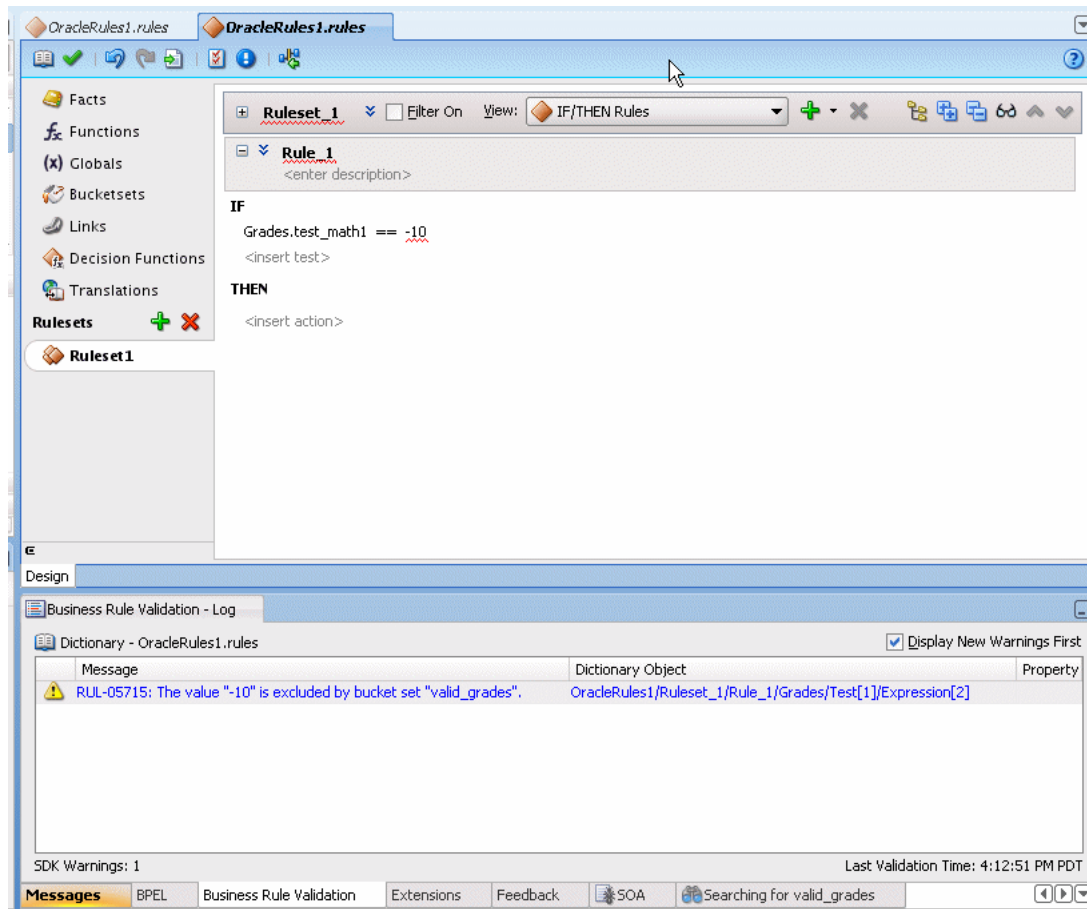 OracleRules1.rules
OracleRules1.rules
Facts
Functions
Globals
Bucketsets
Links
Decision Functions
Translations
Rulesets
Ruleset1
Ruleset_1
Filter On
View:
IF/THEN Rules
Rule_1
<enter description>
IF
Grades.test_math1 == -10
<insert test>
THEN
<insert action>
Design
Business Rule Validation - Log
Dictionary - OracleRules1.rules
Display New Warnings First
Message
Dictionary Object
Property
RUL-05715: The value "-10" is excluded by bucket set "valid_grades".
OracleRules1/Ruleset_1/Rule_1/Grades/Test[1]/Expression[2]
SDK Warnings: 1
Last Validation Time: 4:12:51 PM PDT
Messages
BPEL
Business Rule Validation
Extensions
Feedback
SOA
Searching for valid_grades